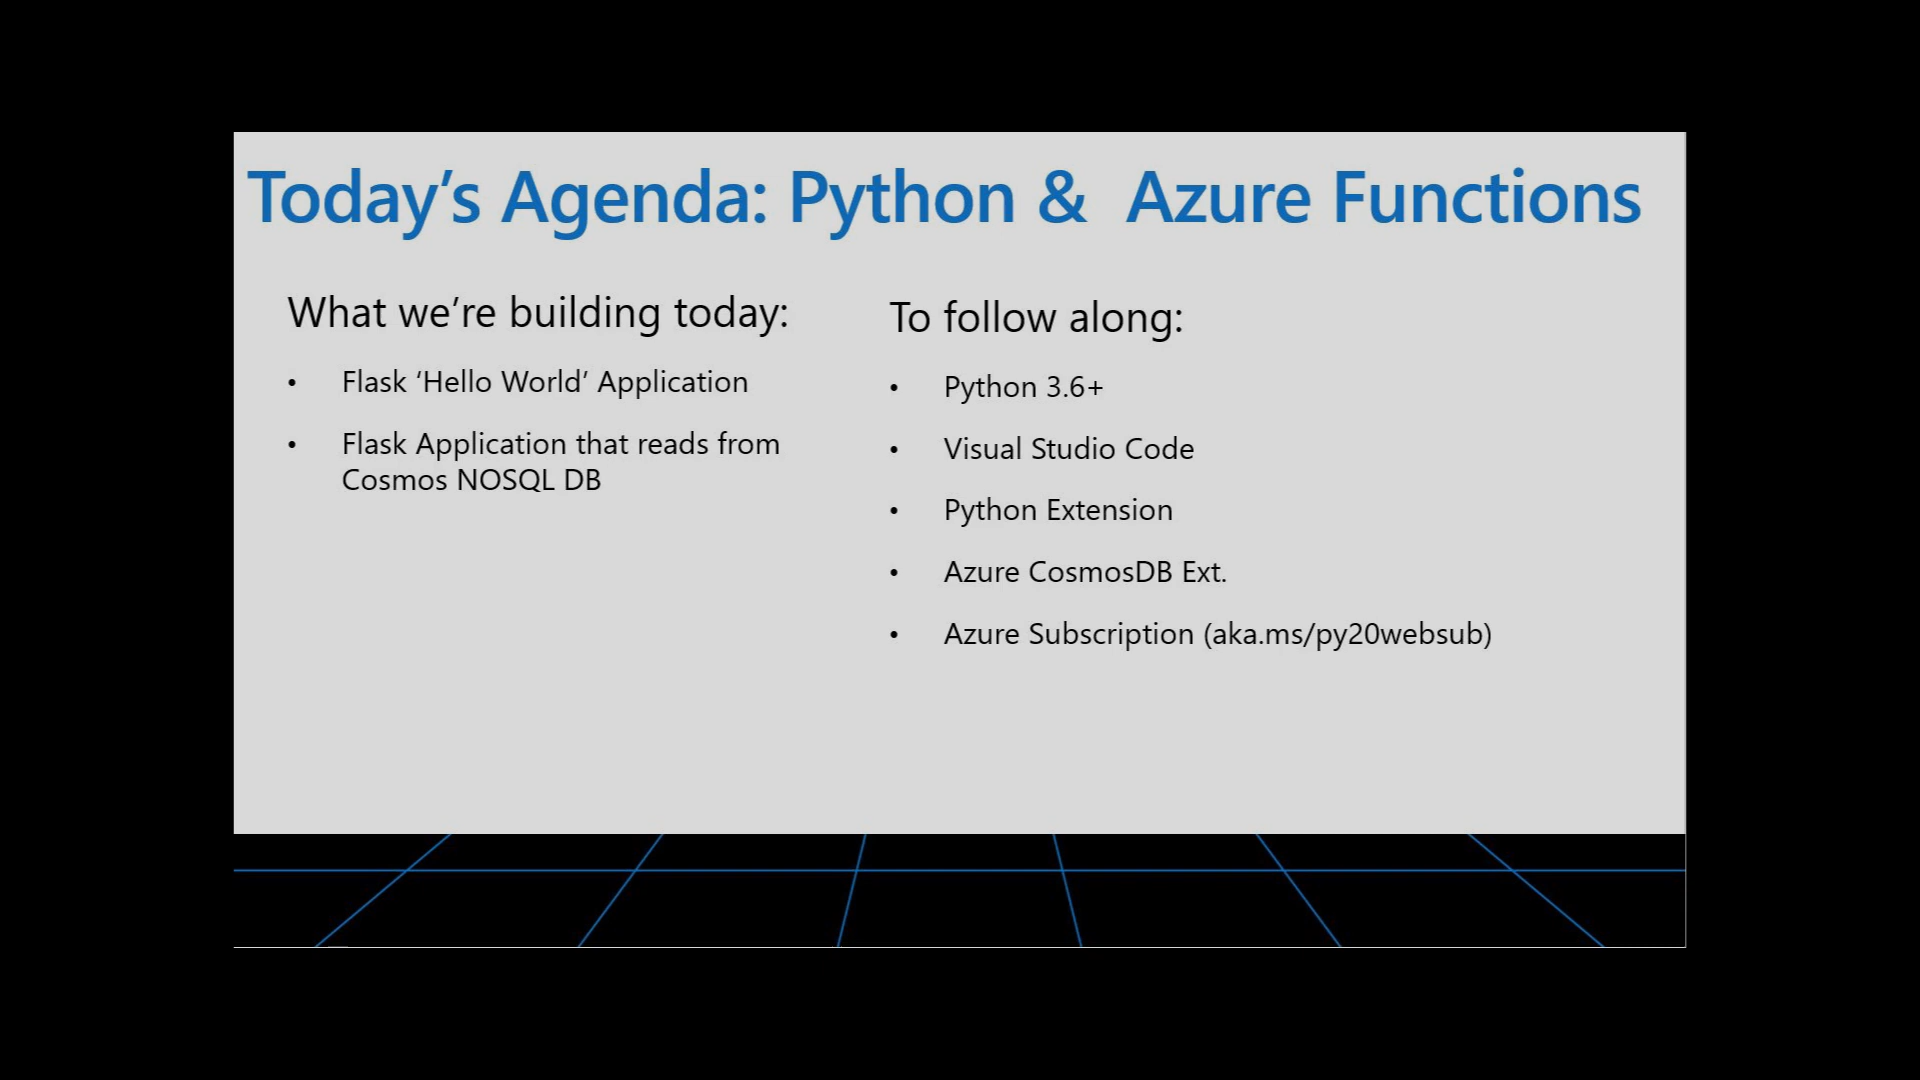 Today’s Agenda: Python &  Azure Functions
What we’re building today:
• Flask ‘Hello World’ Application
• Flask Application that reads from
Cosmos NOSQL DB
To follow along:
• Python 3.6+
• Visual Studio Code
• Python Extension
• Azure CosmosDB Ext.
• Azure Subscription (aka.ms/py20websub)